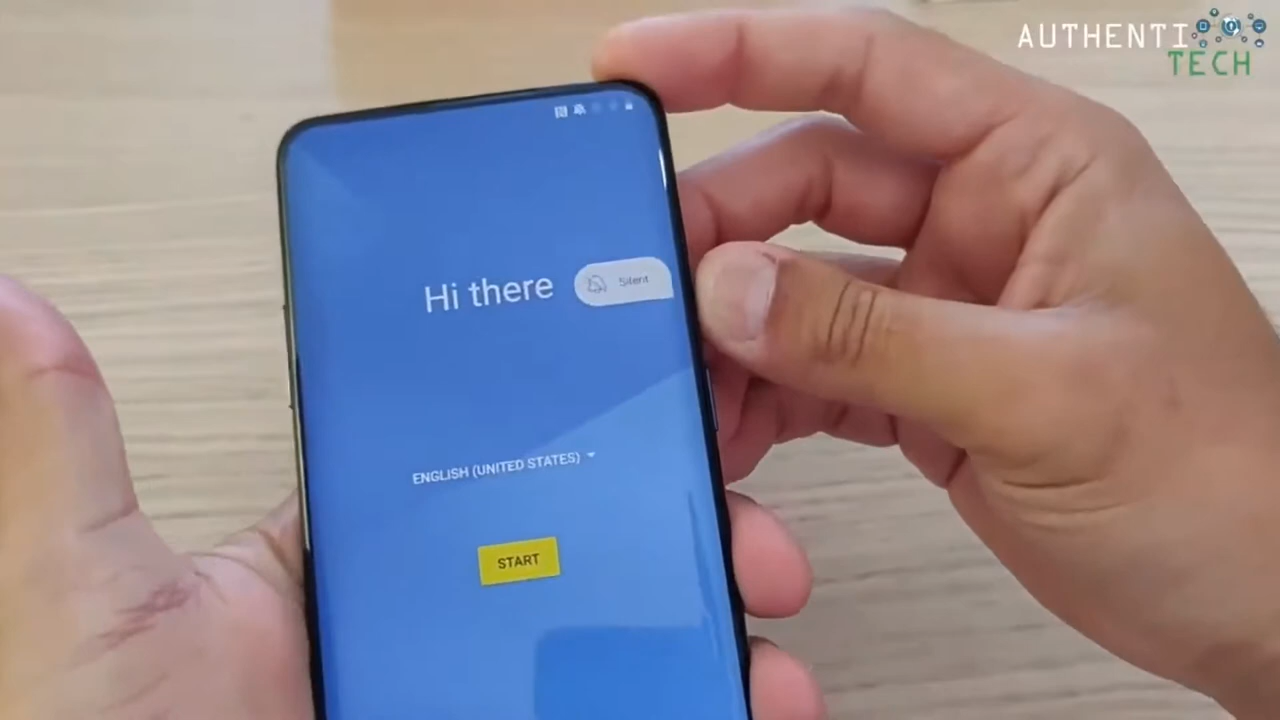 AUTHENTI
TECH
Hi there
Silent
ENGLISH (UNITED STATES)
START